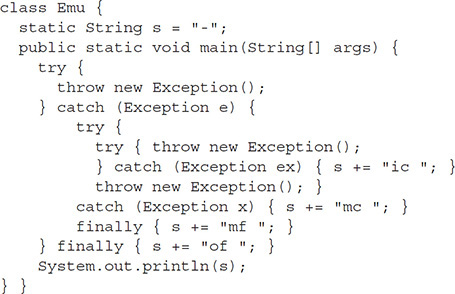 class Emu {
  static String s = "-";
  public static void main(String[] args) {
    try {
      throw new Exception();
    } catch (Exception e) {
        try {
          try { throw new Exception();
          } catch (Exception ex) { s += "ic "; }
          throw new Exception(); }
        catch (Exception x) { s += "mc "; }
        finally { s += "mf "; }
    } finally { s += "of "; }
    System.out.println(s);
} }